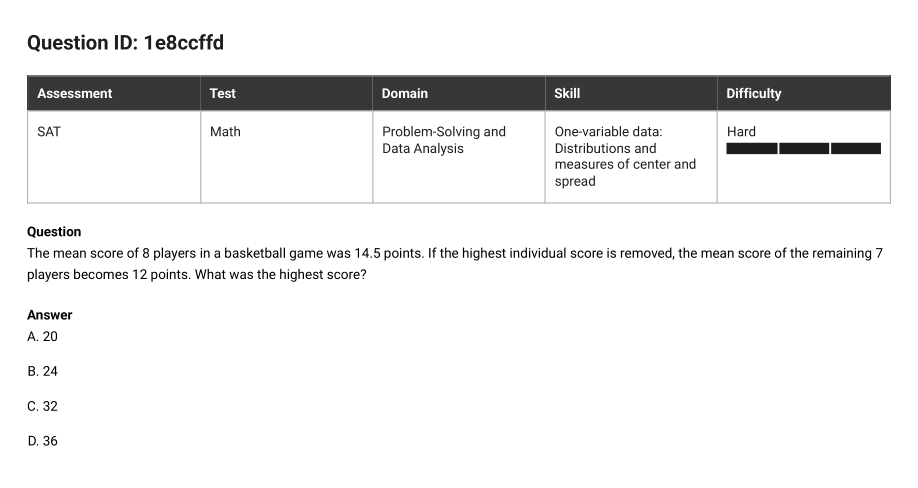 Question ID: 1e8ccffd
Assessment Test Domain Skill Difficulty
SAT Math Problem-Solving and One-variable data: Hard
Data Analysis Distributions and
measures of center and
spread
Question
The mean score of 8 players in a basketball game was 14.5 points. If the highest individual score is removed, the mean score of the remaining 7
players becomes 12 points. What was the highest score?
Answer
A. 20
B. 24
C. 32
D. 36